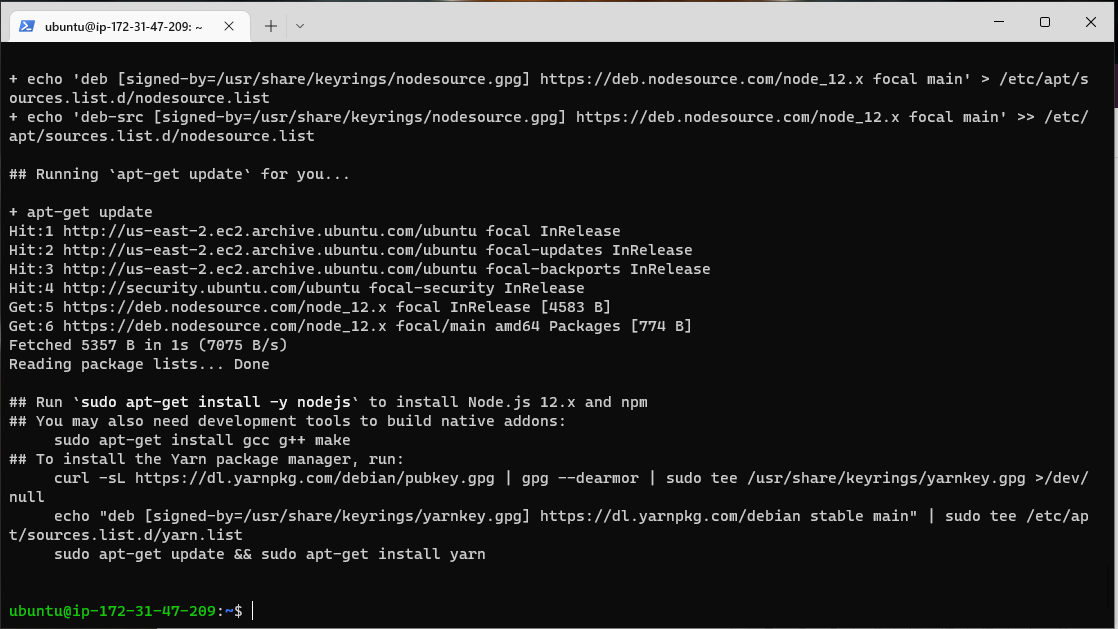 ubuntu@ip-172-31-47-209: ~
+ echo 'deb [signed-by=/usr/share/keyrings/nodesource.gpg] https://deb.nodesource.com/node_12.x focal main' > /etc/apt/s
ources.list.d/nodesource.list
+ echo 'deb-src [signed-by=/usr/share/keyrings/nodesource.gpg] https://deb.nodesource.com/node_12.x focal main' >> /etc/
apt/sources.list.d/nodesource.list
## Running `apt-get update` for you...
+ apt-get update
Hit:1 http://us-east-2.ec2.archive.ubuntu.com/ubuntu focal InRelease
Hit:2 http://us-east-2.ec2.archive.ubuntu.com/ubuntu focal-updates InRelease
Hit:3 http://us-east-2.ec2.archive.ubuntu.com/ubuntu focal-backports InRelease
Hit:4 http://security.ubuntu.com/ubuntu focal-security InRelease
Get:5 https://deb.nodesource.com/node_12.x focal InRelease [4583 B]
Get:6 https://deb.nodesource.com/node_12.x focal/main amd64 Packages [774 B]
Fetched 5357 B in 1s (7075 B/s)
Reading package lists... Done
## Run `sudo apt-get install -y nodejs` to install Node.js 12.x and npm
## You may also need development tools to build native addons:
     sudo apt-get install gcc g++ make
## To install the Yarn package manager, run:
     curl -sL https://dl.yarnpkg.com/debian/pubkey.gpg | gpg --dearmor | sudo tee /usr/share/keyrings/yarnkey.gpg >/dev/
null
     echo "deb [signed-by=/usr/share/keyrings/yarnkey.gpg] https://dl.yarnpkg.com/debian stable main" | sudo tee /etc/ap
t/sources.list.d/yarn.list
     sudo apt-get update && sudo apt-get install yarn
ubuntu@ip-172-31-47-209:~$